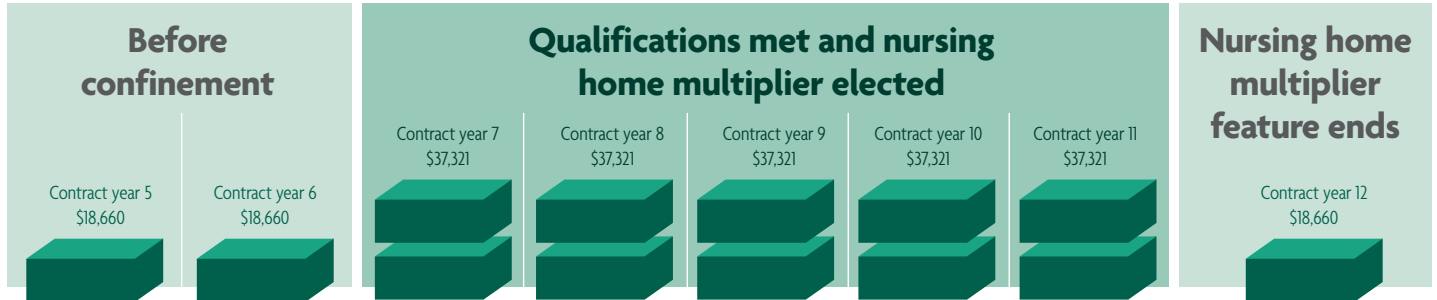 Before
confinement
Contract year 5
$18,660
Contract year 6
$18,660
Qualifications met and nursing
home multiplier elected
Contract year 7
$37,321
Contract year 8
$37,321
Contract year 9
$37,321
Contract year 10
$37,321
Contract year 11
$37,321
Nursing home
multiplier
feature ends
Contract year 12
$18,660